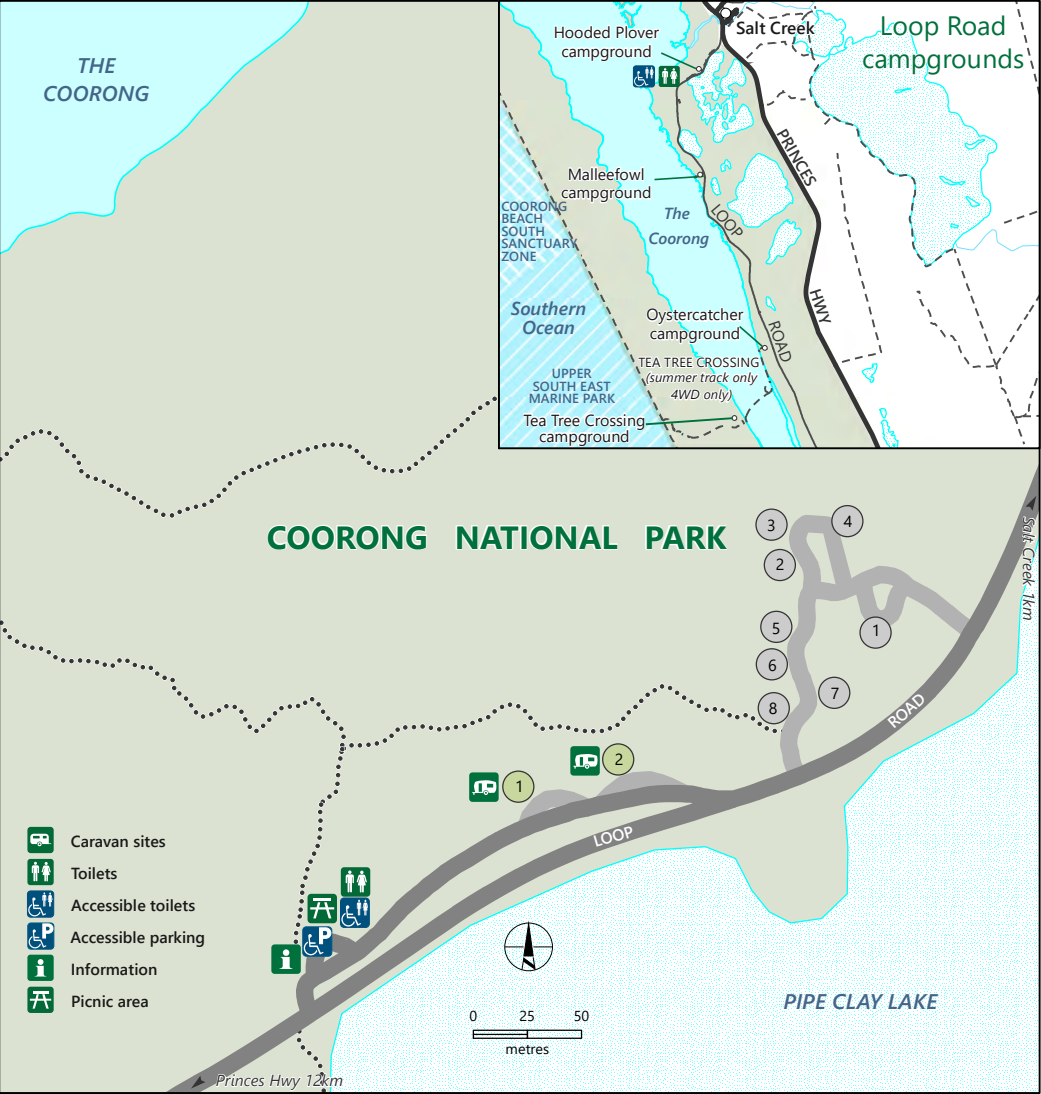 THE
COORONG
Loop Road
campgrounds
Salt Creek
Hooded Plover
campground
PRINCES
HWY
Malleefowl
campground
LOOP
ROAD
The
Coorong
COORONG
BEACH
SOUTH
SANCTUARY
ZONE
Southern
Ocean
Oystercatcher
campground
TEA TREE CROSSING
(summer track only
4WD only)
UPPER
SOUTH EAST
MARINE PARK
Tea Tree Crossing
campground
COORONG NATIONAL PARK
Salt Creek 1km
3
4
2
1
5
6
7
8
ROAD
2
1
LOOP
Caravan sites
Toilets
Accessible toilets
P
Accessible parking
i
Information
Picnic area
P
i
0 25 50
metres
PIPE CLAY LAKE
Princes Hwy 12km